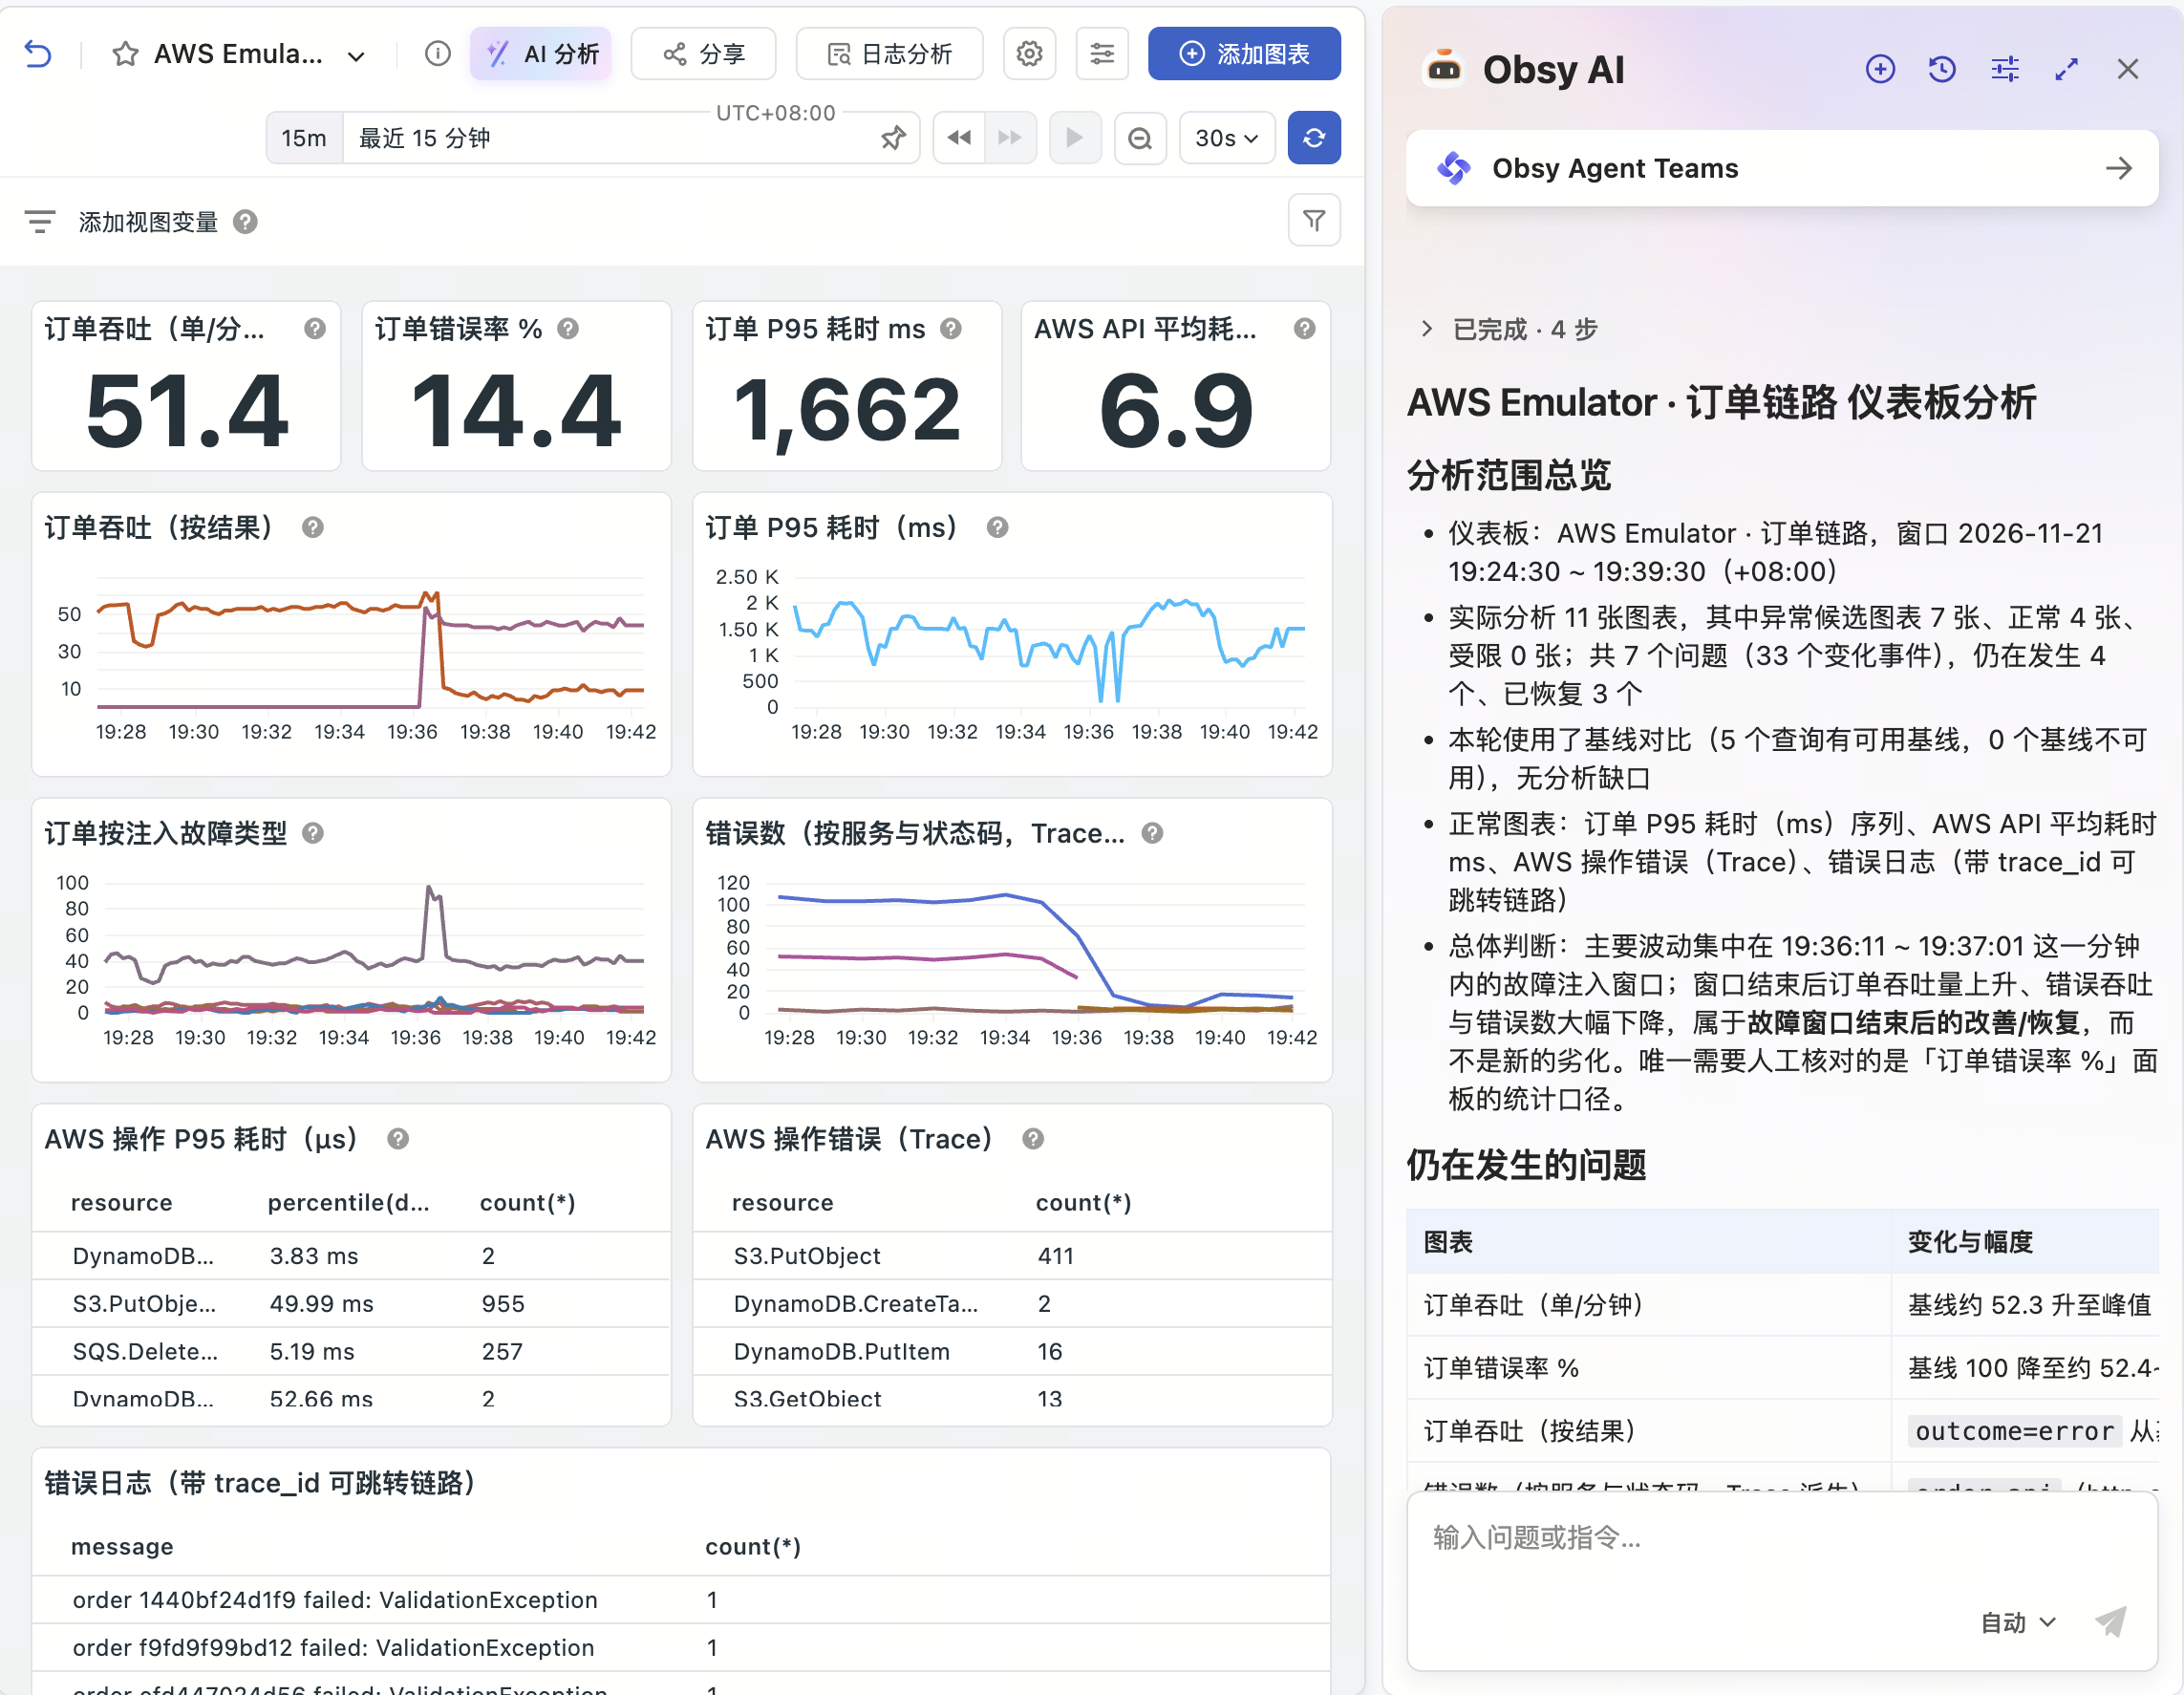 AWS Emula...
AI 分析
分享
日志分析
添加图表
UTC+08:00
15m
最近 15 分钟
30s
添加视图变量
订单吞吐（单/分...
51.4
订单错误率 %
14.4
订单 P95 耗时 ms
1,662
AWS API 平均耗...
6.9
订单吞吐（按结果）
50
30
10
19:28 19:30 19:32 19:34 19:36 19:38 19:40 19:42
订单 P95 耗时（ms）
2.50 K
2 K
1.50 K
1 K
500
0
19:28 19:30 19:32 19:34 19:36 19:38 19:40 19:42
订单按注入故障类型
100
80
60
40
20
0
19:28 19:30 19:32 19:34 19:36 19:38 19:40 19:42
错误数（按服务与状态码，Trace...
120
100
80
60
40
20
0
19:28 19:30 19:32 19:34 19:36 19:38 19:40 19:42
AWS 操作 P95 耗时（µs）
resource percentile(d... count(*)
DynamoDB... 3.83 ms 2
S3.PutObje... 49.99 ms 955
SQS.Delete... 5.19 ms 257
DynamoDB... 52.66 ms 2
AWS 操作错误（Trace）
resource count(*)
S3.PutObject 411
DynamoDB.CreateTa... 2
DynamoDB.PutItem 16
S3.GetObject 13
错误日志（带 trace_id 可跳转链路）
message count(*)
order 1440bf24d1f9 failed: ValidationException 1
order f9fd9f99bd12 failed: ValidationException 1
order efd447024d56 failed: ValidationException 1
Obsy AI
Obsy Agent Teams
已完成 · 4 步
AWS Emulator · 订单链路 仪表板分析
分析范围总览
• 仪表板：AWS Emulator · 订单链路，窗口 2026-11-21
19:24:30 ~ 19:39:30（+08:00）
• 实际分析 11 张图表，其中异常候选图表 7 张、正常 4 张、
受限 0 张；共 7 个问题（33 个变化事件），仍在发生 4
个、已恢复 3 个
• 本轮使用了基线对比（5 个查询有可用基线，0 个基线不可
用），无分析缺口
• 正常图表：订单 P95 耗时（ms）序列、AWS API 平均耗时
ms、AWS 操作错误（Trace）、错误日志（带 trace_id 可
跳转链路）
• 总体判断：主要波动集中在 19:36:11 ~ 19:37:01 这一分钟
内的故障注入窗口；窗口结束后订单吞吐量上升、错误吞吐
与错误数大幅下降，属于故障窗口结束后的改善/恢复，而
不是新的劣化。唯一需要人工核对的是「订单错误率 %」面
板的统计口径。
仍在发生的问题
图表 变化与幅度
订单吞吐（单/分钟） 基线约 52.3 升至峰值
订单错误率 % 基线 100 降至约 52.4
订单吞吐（按结果） outcome=error 从
错误数（按服务与状态码，Trace 派生）
输入问题或指令...
自动